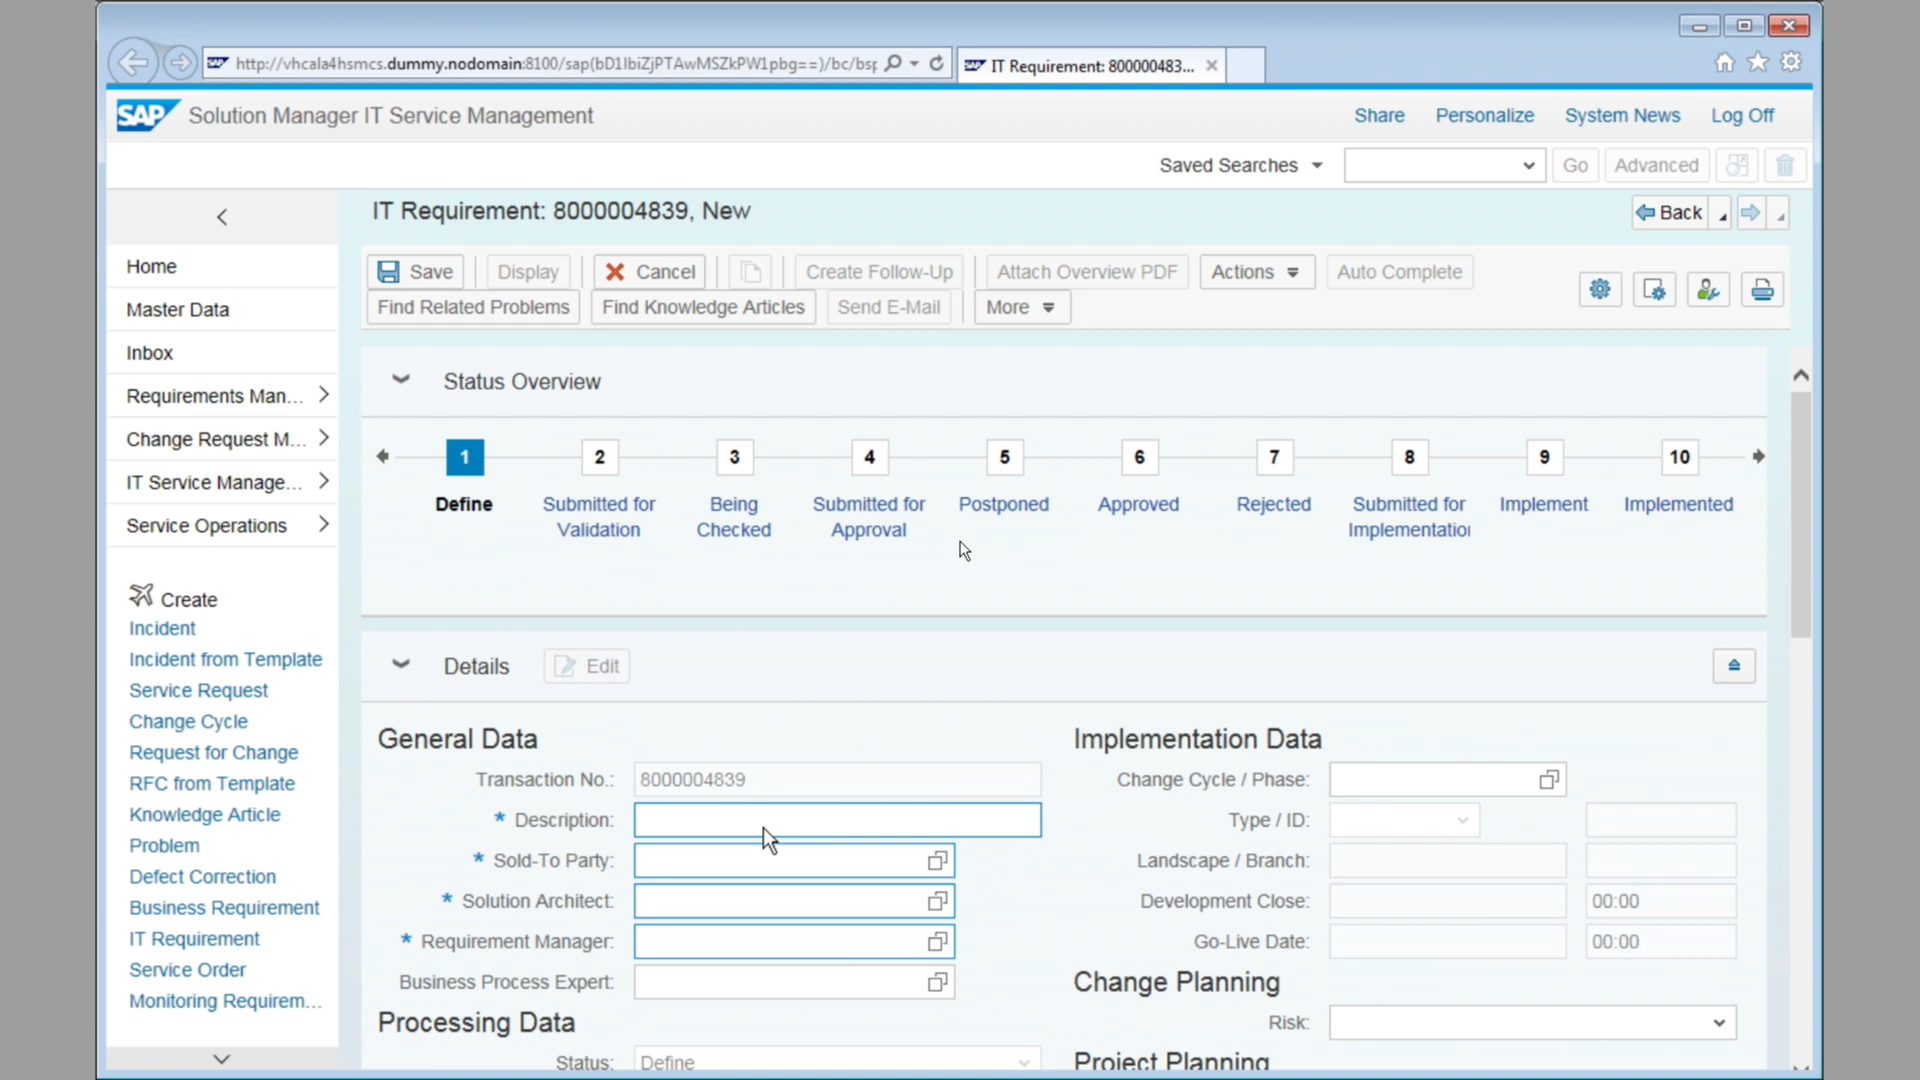 http://vhcala4hsmcs.dummy.nodomain:8100/sap(bD1lbiZjPTAwMSZkPW1pbg==)/bc/bsp
SAP IT Requirement: 800000483...
SAP Solution Manager IT Service Management
Share Personalize System News Log Off
Saved Searches Go Advanced
IT Requirement: 8000004839, New
Back
Save Display Cancel Create Follow-Up Attach Overview PDF Actions Auto Complete
Find Related Problems Find Knowledge Articles Send E-Mail More
Home
Master Data
Inbox
Requirements Man...
Change Request M...
IT Service Manage...
Service Operations
Create
Incident
Incident from Template
Service Request
Change Cycle
Request for Change
RFC from Template
Knowledge Article
Problem
Defect Correction
Business Requirement
IT Requirement
Service Order
Monitoring Requirem...
Status Overview
1 2 3 4 5 6 7 8 9 10
Define
Submitted for
Validation
Being
Checked
Submitted for
Approval
Postponed
Approved
Rejected
Submitted for
Implementation
Implement
Implemented
Details Edit
General Data
Transaction No.: 8000004839
* Description:
* Sold-To Party:
* Solution Architect:
* Requirement Manager:
Business Process Expert:
Processing Data
Status: Define
Implementation Data
Change Cycle / Phase:
Type / ID:
Landscape / Branch:
Development Close: 00:00
Go-Live Date: 00:00
Change Planning
Risk:
Project Planning